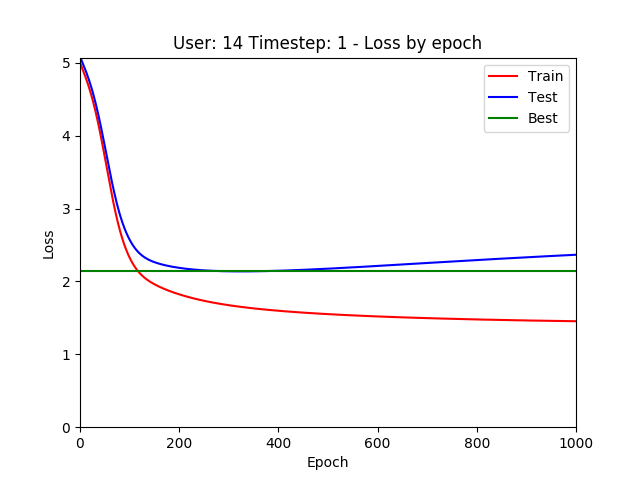 User: 14 Timestep: 1 - Loss by epoch
5
4
3
2
1
0
Loss
Train
Test
Best
0 200 400 600 800 1000
Epoch